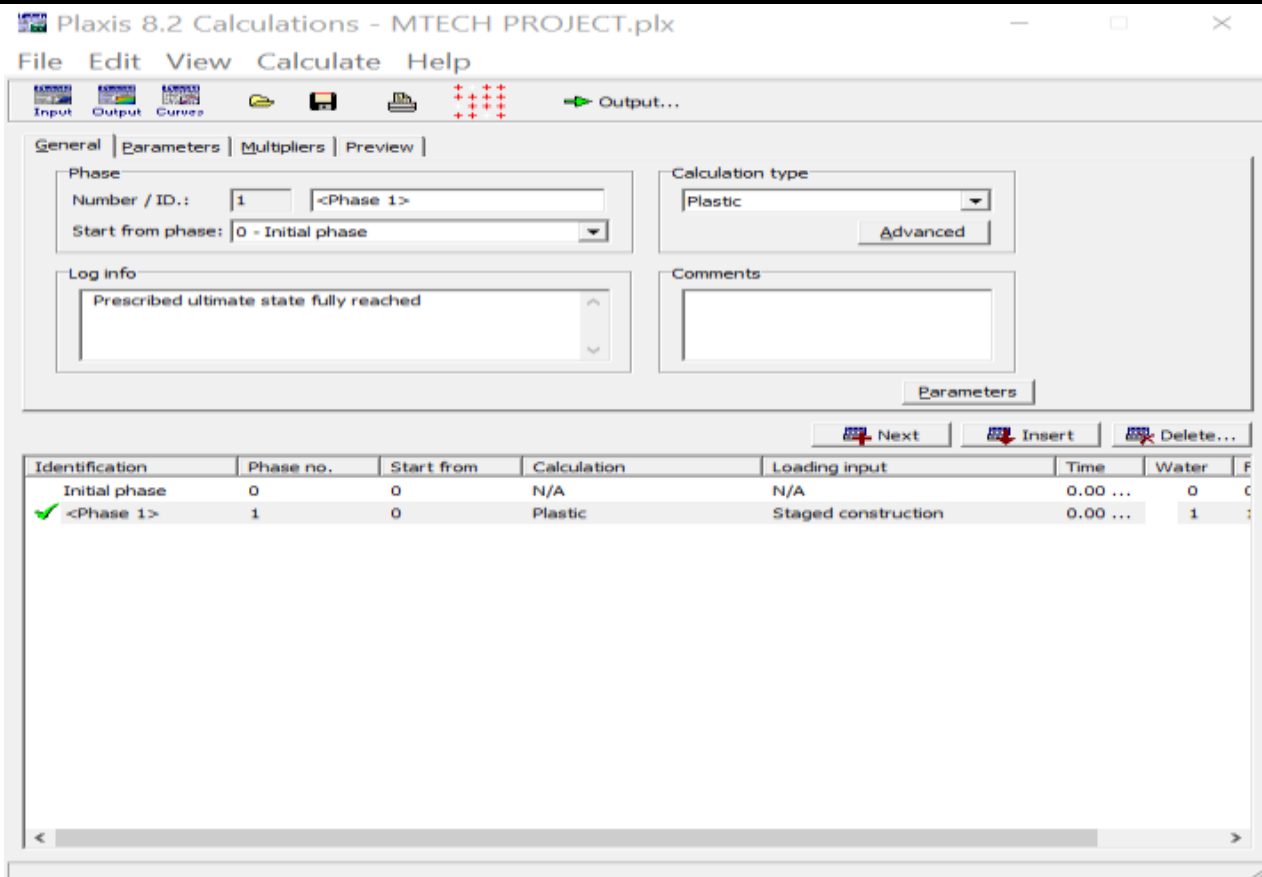 Plaxis 8.2 Calculations - MTECH PROJECT.plx
File Edit View Calculate Help
Input Output Curves Output...
General Parameters Multipliers Preview
Phase
Number / ID.: 1 <Phase 1>
Start from phase: 0 - Initial phase
Calculation type
Plastic
Advanced
Log info
Prescribed ultimate state fully reached
Comments
Parameters
Next Insert Delete...
Identification Phase no. Start from Calculation Loading input Time Water F
Initial phase 0 0 N/A N/A 0.00 ... 0
<Phase 1> 1 0 Plastic Staged construction 0.00 ... 1